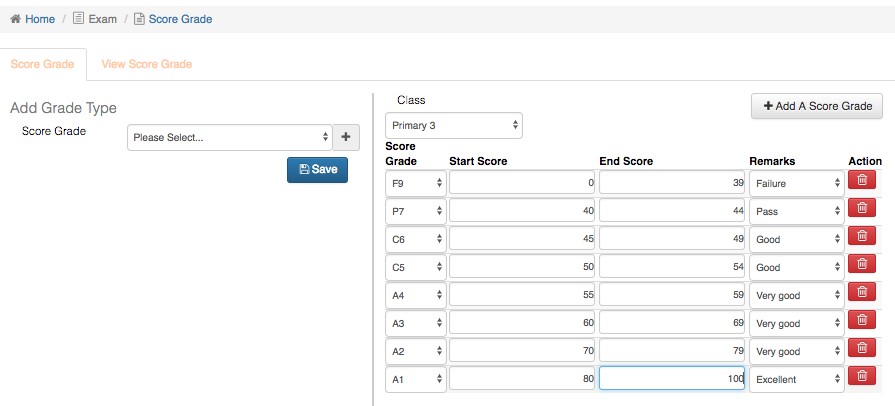 Home / Exam / Score Grade
Score Grade View Score Grade
Add Grade Type
Score Grade Please Select... +
Save
Class
+ Add A Score Grade
Primary 3
Score Grade Start Score End Score Remarks Action
F9 0 39 Failure
P7 40 44 Pass
C6 45 49 Good
C5 50 54 Good
A4 55 59 Very good
A3 60 69 Very good
A2 70 79 Very good
A1 80 100 Excellent